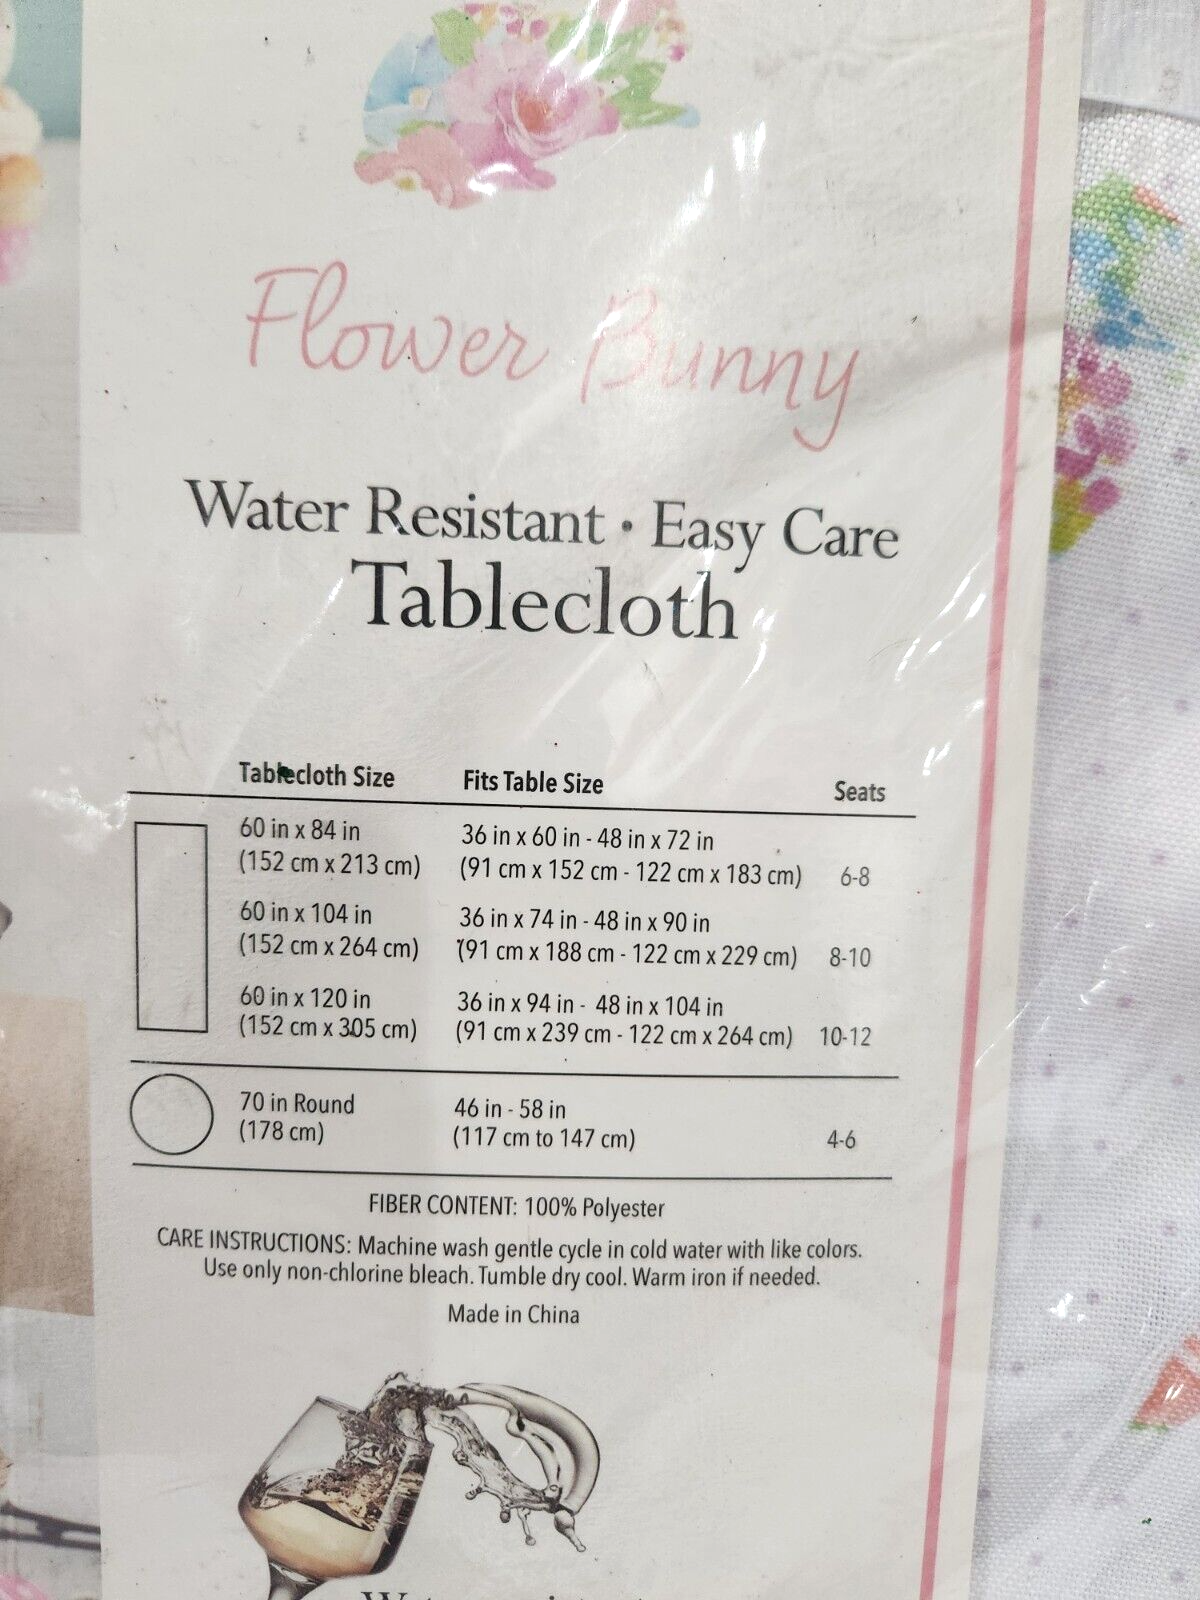 Flower Bunny
Water Resistant • Easy Care
Tablecloth
Tablecloth Size Fits Table Size Seats
60 in x 84 in 36 in x 60 in - 48 in x 72 in
(152 cm x 213 cm) (91 cm x 152 cm - 122 cm x 183 cm) 6-8
60 in x 104 in 36 in x 74 in - 48 in x 90 in
(152 cm x 264 cm) (91 cm x 188 cm - 122 cm x 229 cm) 8-10
60 in x 120 in 36 in x 94 in - 48 in x 104 in
(152 cm x 305 cm) (91 cm x 239 cm - 122 cm x 264 cm) 10-12
70 in Round 46 in - 58 in
(178 cm) (117 cm to 147 cm) 4-6
FIBER CONTENT: 100% Polyester
CARE INSTRUCTIONS: Machine wash gentle cycle in cold water with like colors.
Use only non-chlorine bleach. Tumble dry cool. Warm iron if needed.
Made in China